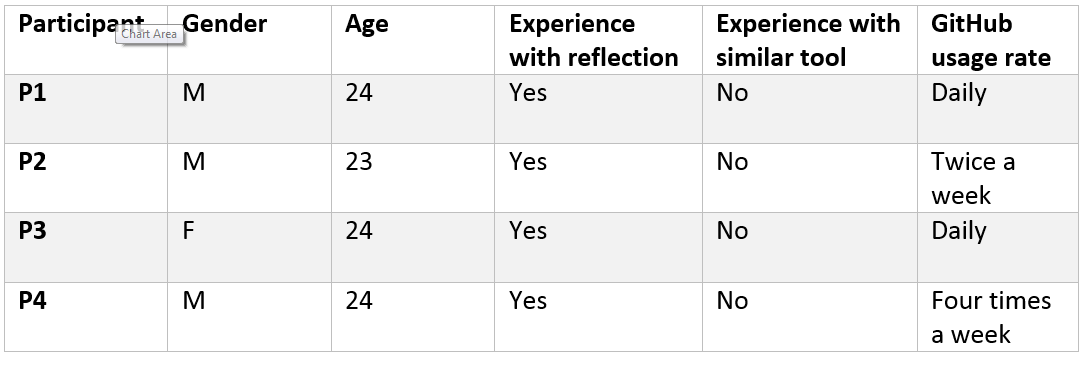 Participant Gender Age Experience with reflection Experience with similar tool GitHub usage rate
Chart Area
P1 M 24 Yes No Daily
P2 M 23 Yes No Twice a week
P3 F 24 Yes No Daily
P4 M 24 Yes No Four times a week